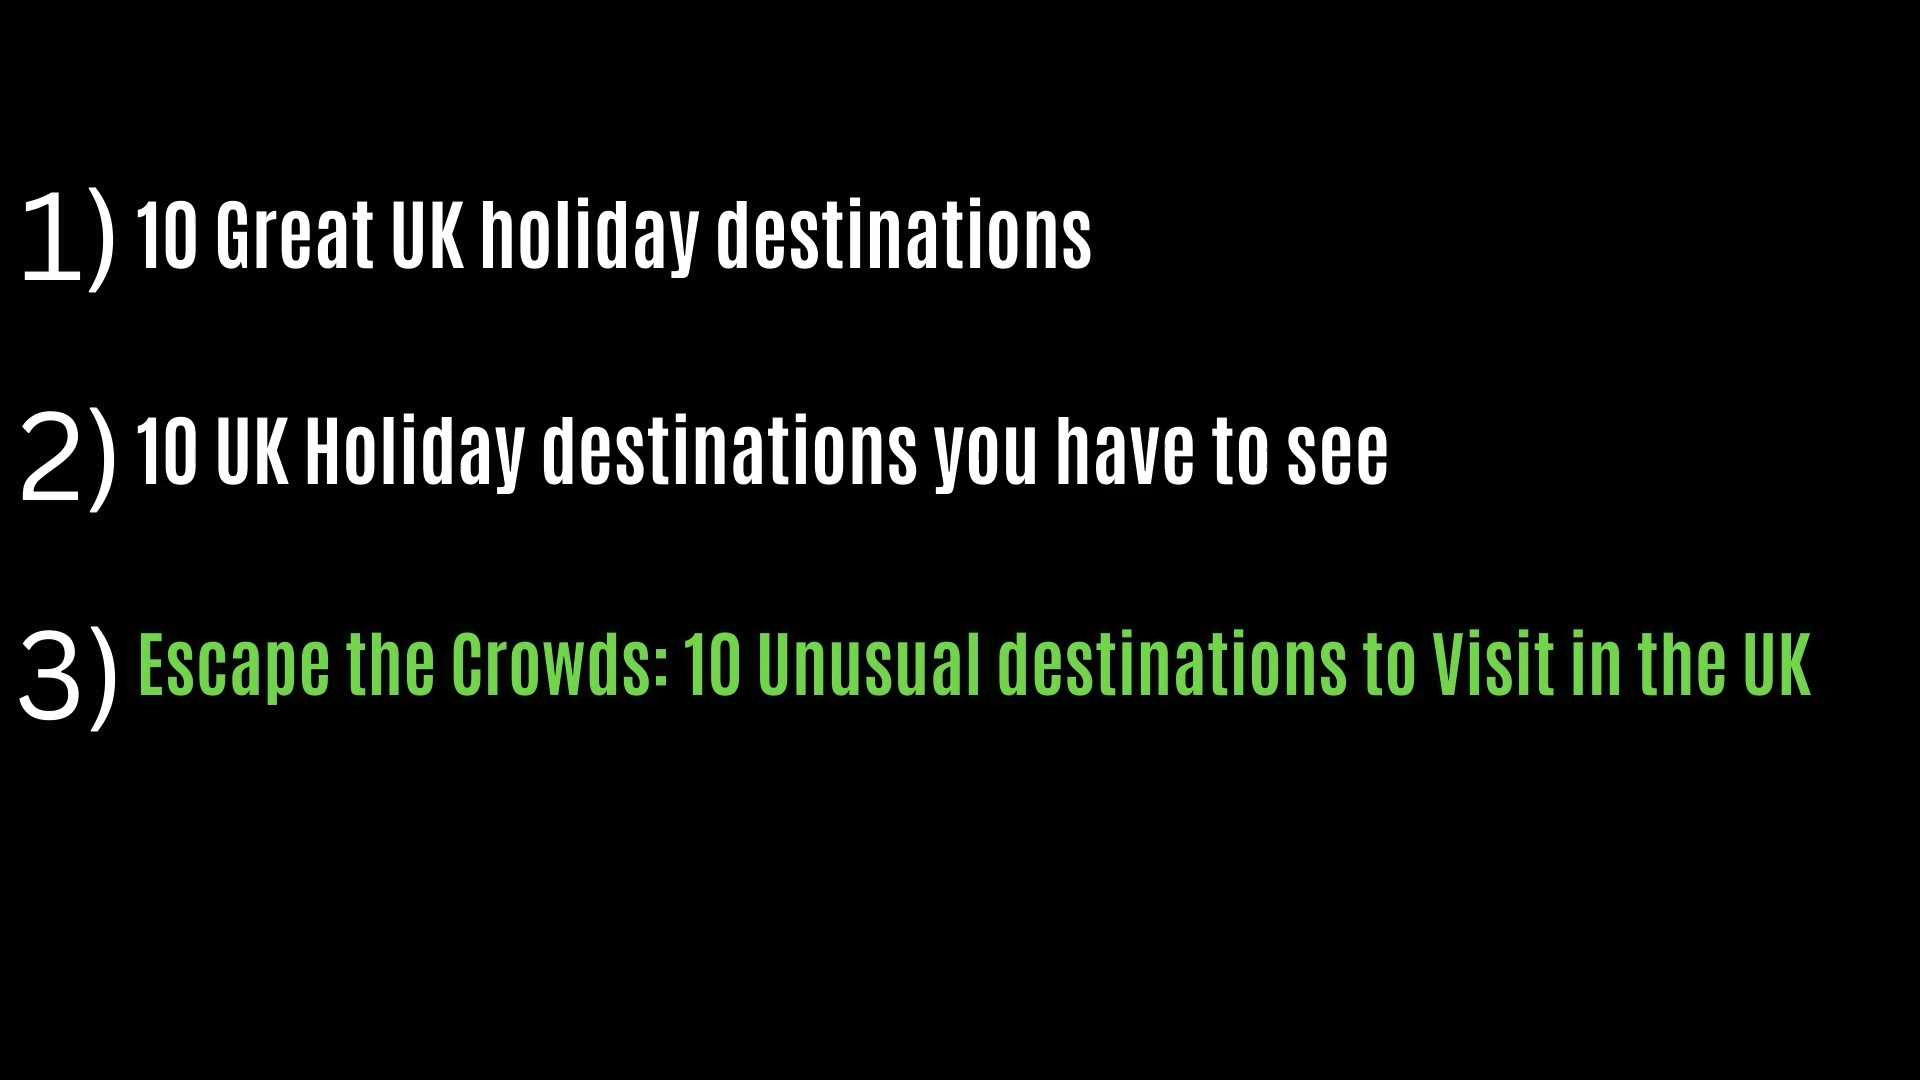 1) 10 Great UK holiday destinations
2) 10 UK Holiday destinations you have to see
3) Escape the Crowds: 10 Unusual destinations to Visit in the UK